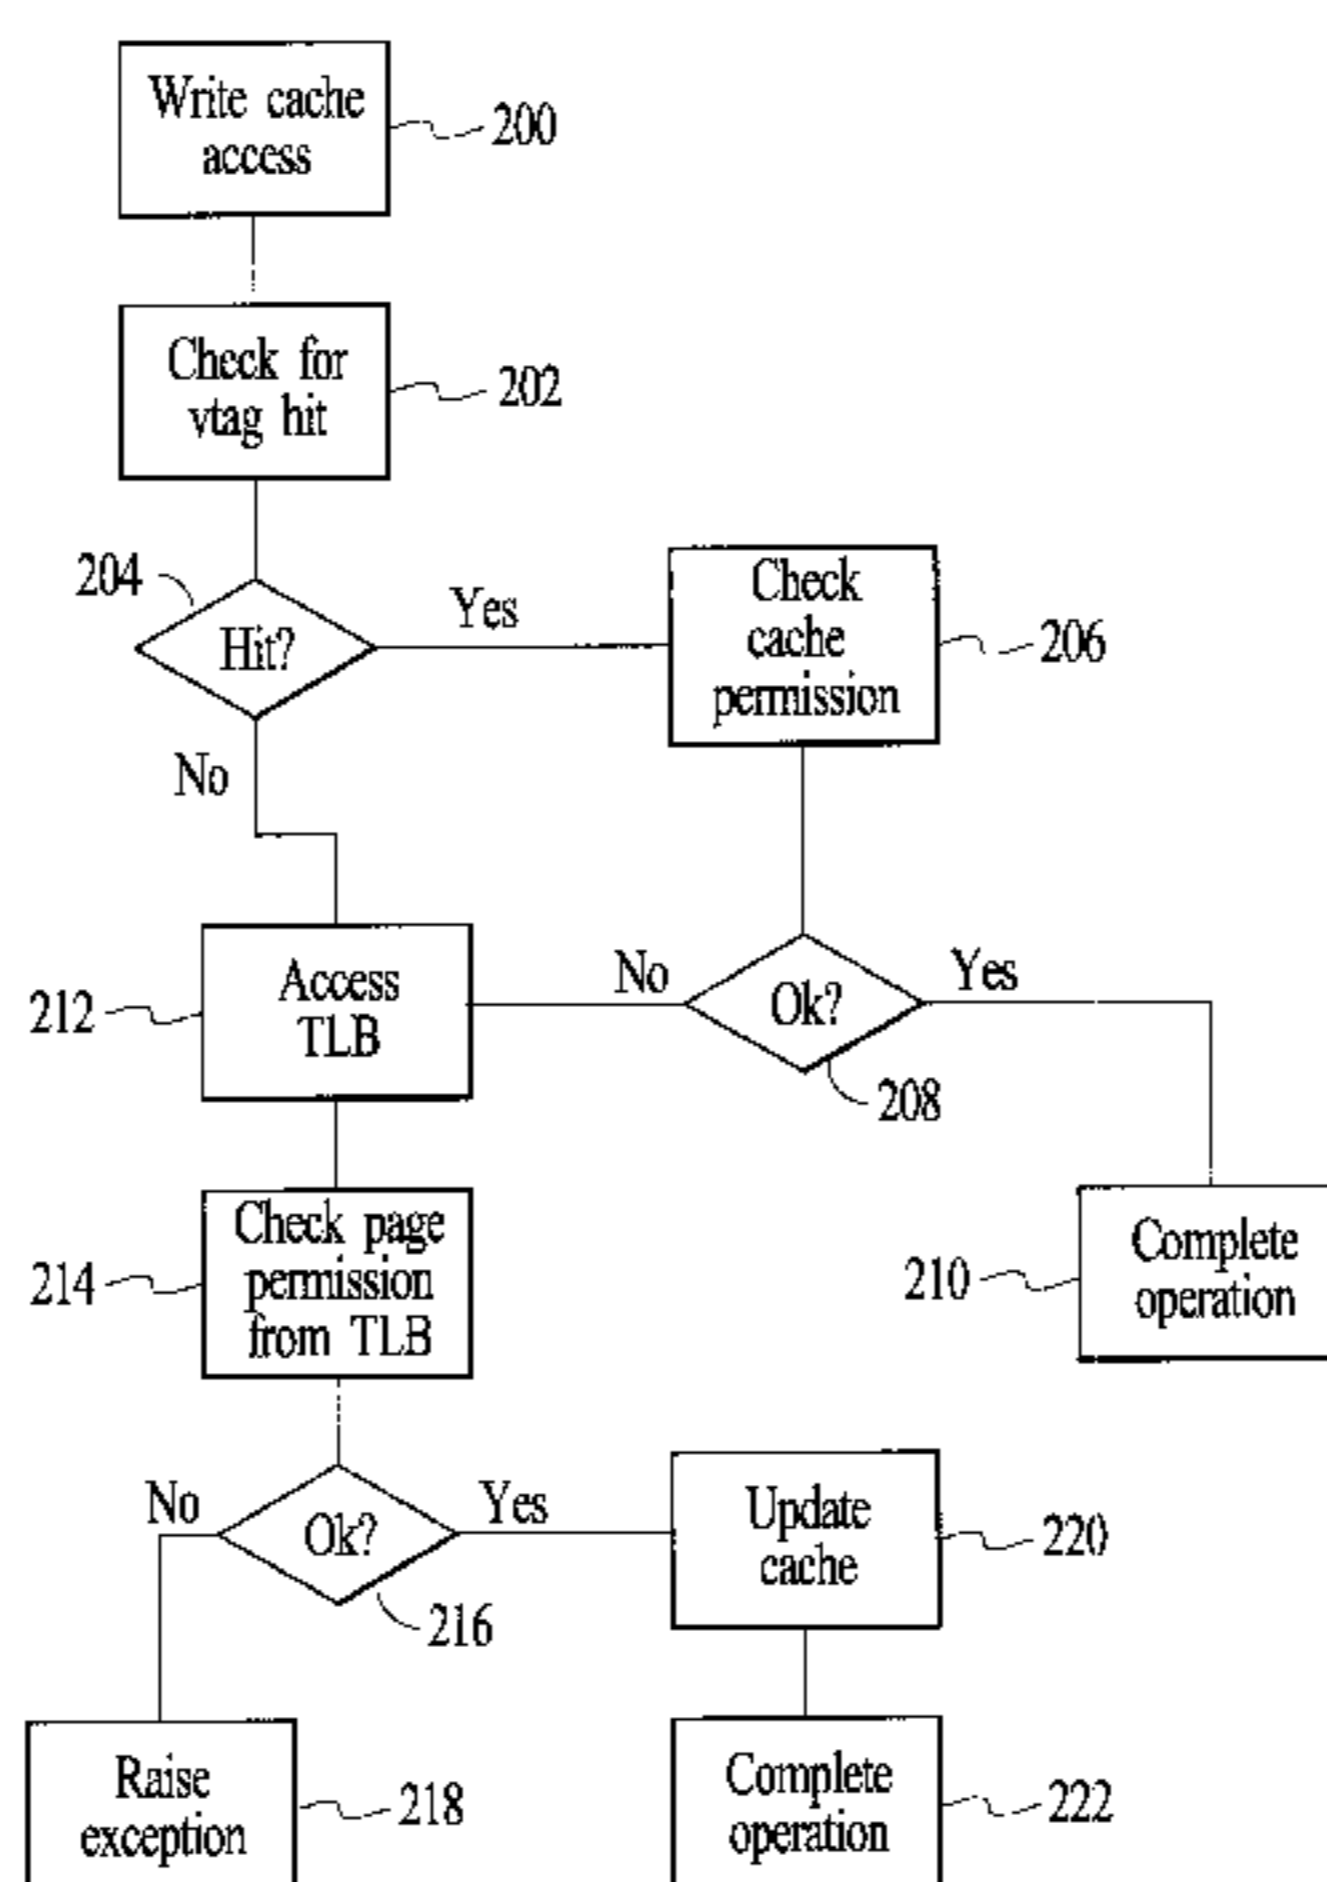 Write cache
access
200
Check for
vtag hit
202
204
Hit?
Yes
No
Check
cache
permission
206
Access
TLB
212
No
Ok?
Yes
208
Check page
permission
from TLB
214
Complete
operation
210
No
Ok?
Yes
216
Update
cache
220
Raise
exception
218
Complete
operation
222